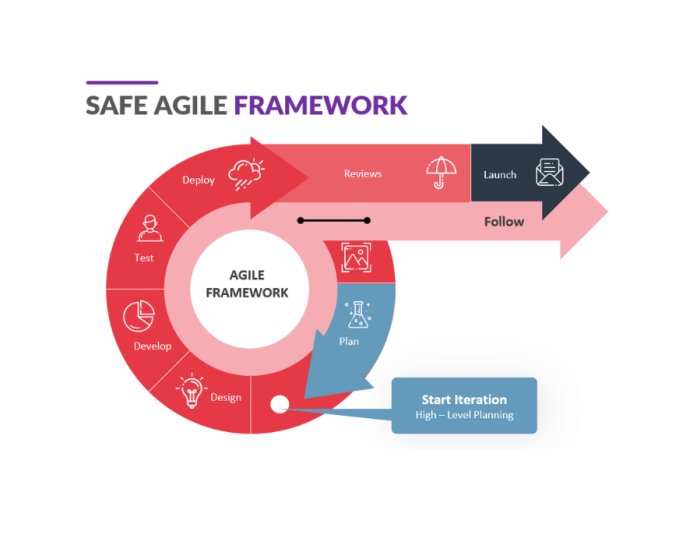 SAFE AGILE FRAMEWORK
Deploy
Reviews
Launch
Follow
Test
AGILE
FRAMEWORK
Develop
Plan
Design
Start Iteration
High – Level Planning